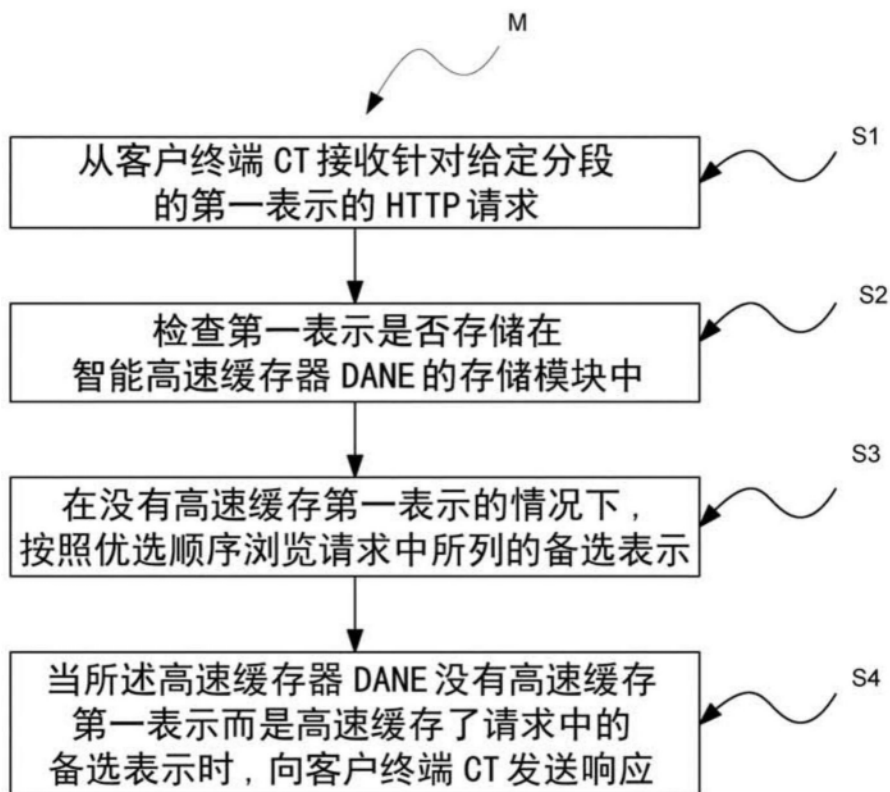 M
从客户终端 CT 接收针对给定分段
的第一表示的 HTTP 请求
S1
检查第一表示是否存储在
智能高速缓存器 DANE 的存储模块中
S2
在没有高速缓存第一表示的情况下，
按照优选顺序浏览请求中所列的备选表示
S3
当所述高速缓存器 DANE 没有高速缓存
第一表示而是高速缓存了请求中的
备选表示时，向客户终端 CT 发送响应
S4